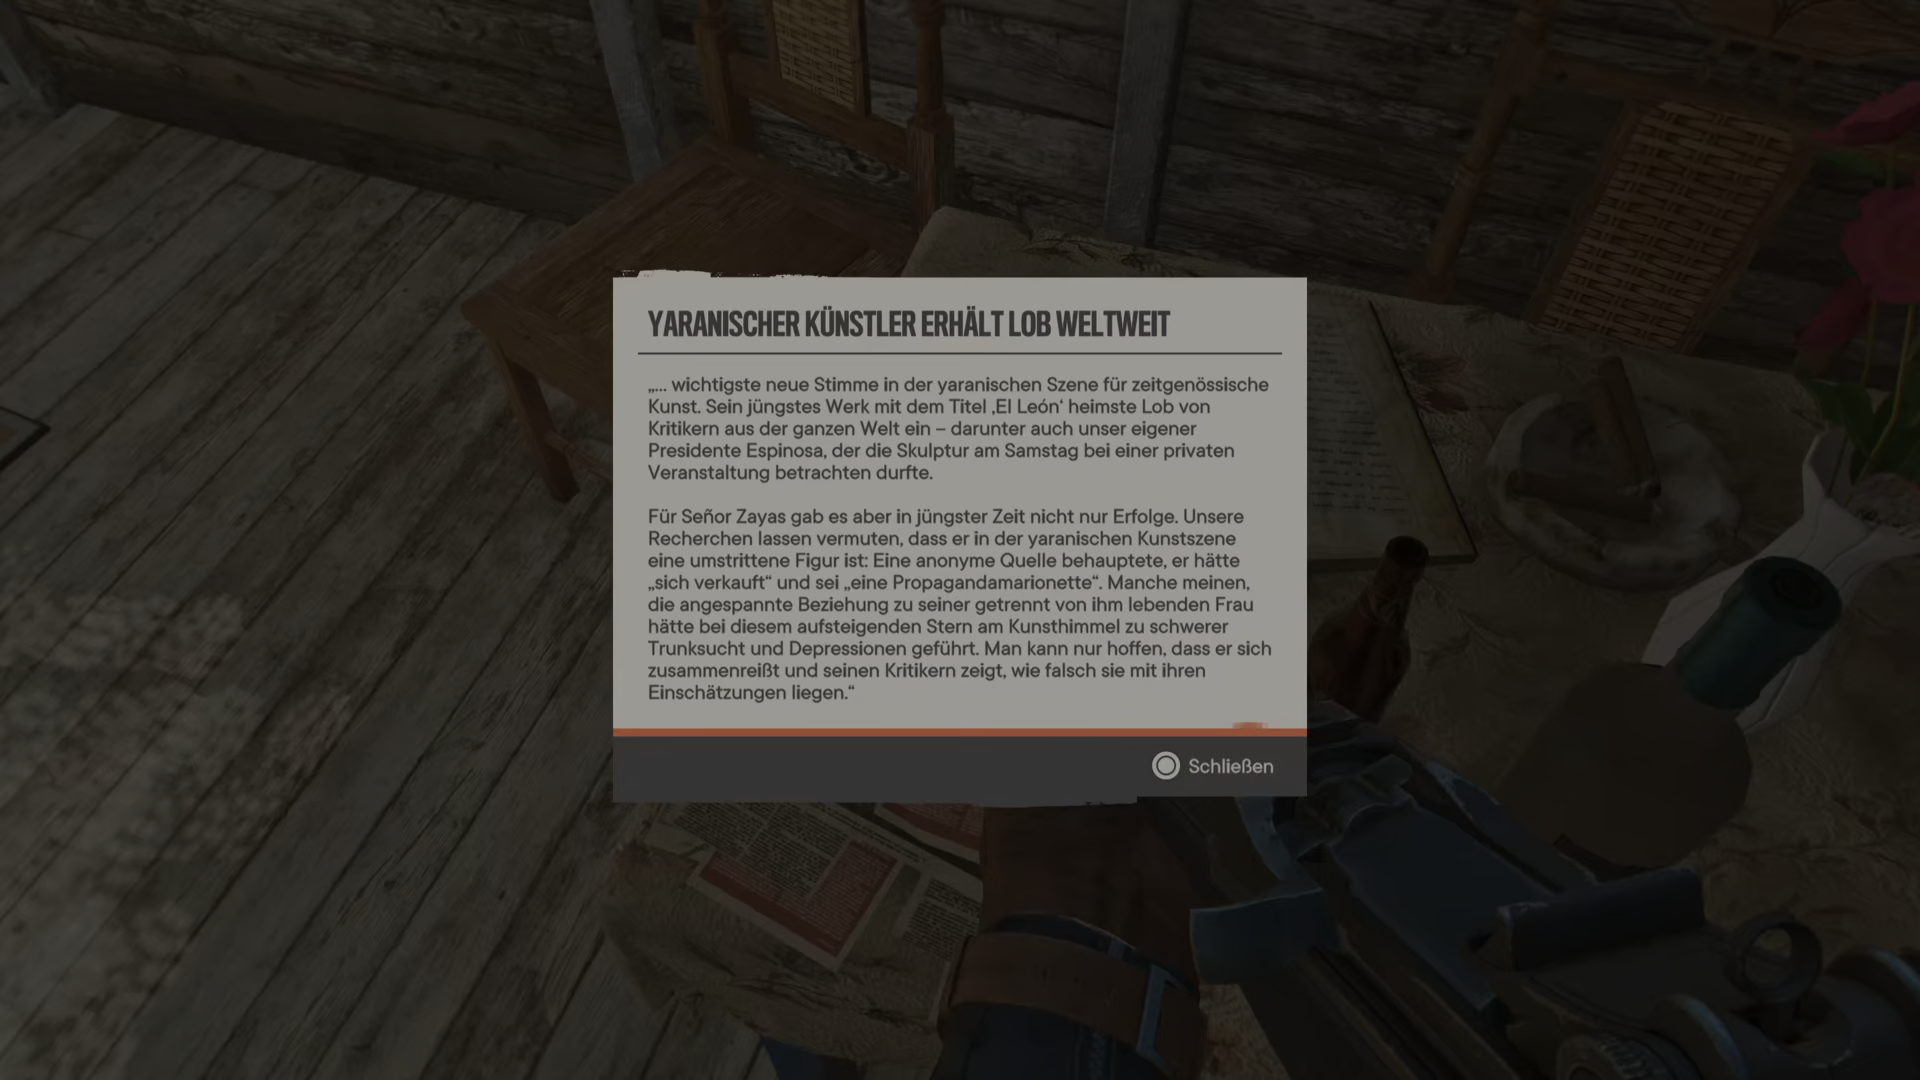 YARANISCHER KÜNSTLER ERHÄLT LOB WELTWEIT
„... wichtigste neue Stimme in der yaranischen Szene für zeitgenössische
Kunst. Sein jüngstes Werk mit dem Titel ‚El León‘ heimste Lob von
Kritikern aus der ganzen Welt ein – darunter auch unser eigener
Presidente Espinosa, der die Skulptur am Samstag bei einer privaten
Veranstaltung betrachten durfte.
Für Señor Zayas gab es aber in jüngster Zeit nicht nur Erfolge. Unsere
Recherchen lassen vermuten, dass er in der yaranischen Kunstszene
eine umstrittene Figur ist: Eine anonyme Quelle behauptete, er hätte
„sich verkauft“ und sei „eine Propagandamarionette“. Manche meinen,
die angespannte Beziehung zu seiner getrennt von ihm lebenden Frau
hätte bei diesem aufsteigenden Stern am Kunsthimmel zu schwerer
Trunksucht und Depressionen geführt. Man kann nur hoffen, dass er sich
zusammenreißt und seinen Kritikern zeigt, wie falsch sie mit ihren
Einschätzungen liegen.“
Schließen